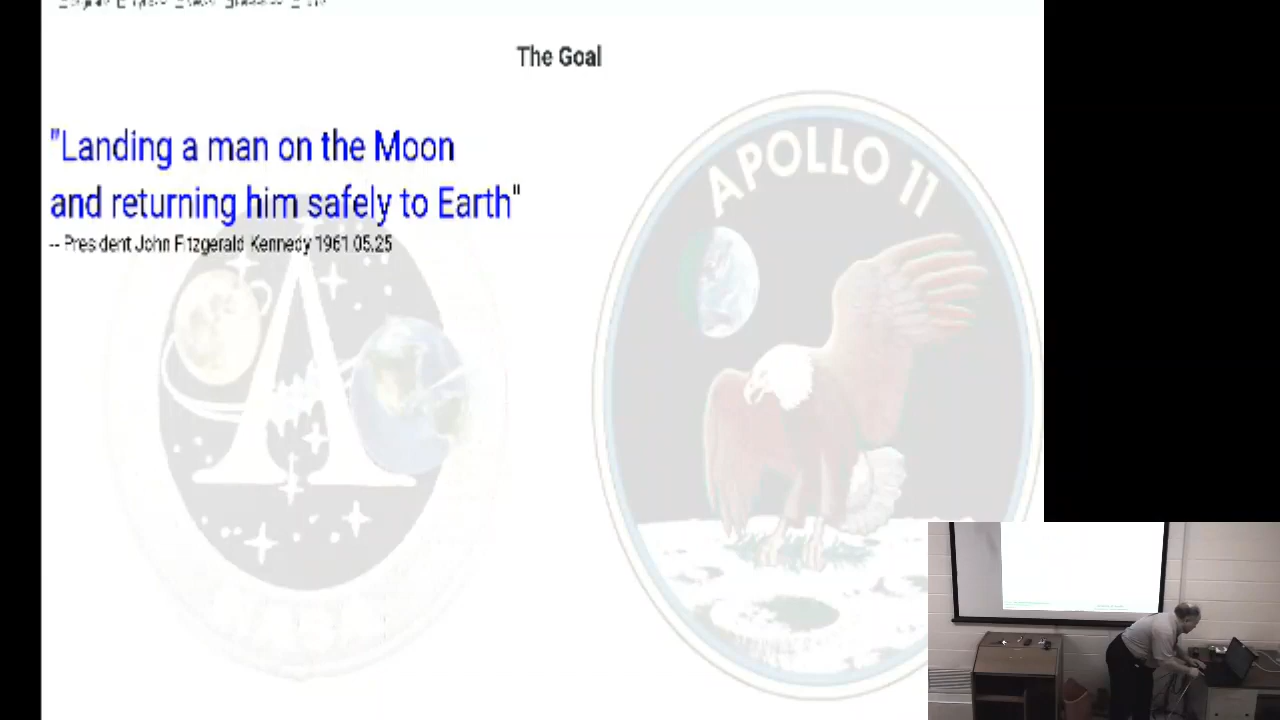 The Goal
"Landing a man on the Moon
and returning him safely to Earth"
-- President John Fitzgerald Kennedy 1961 05.25
APOLLO 11
NASA